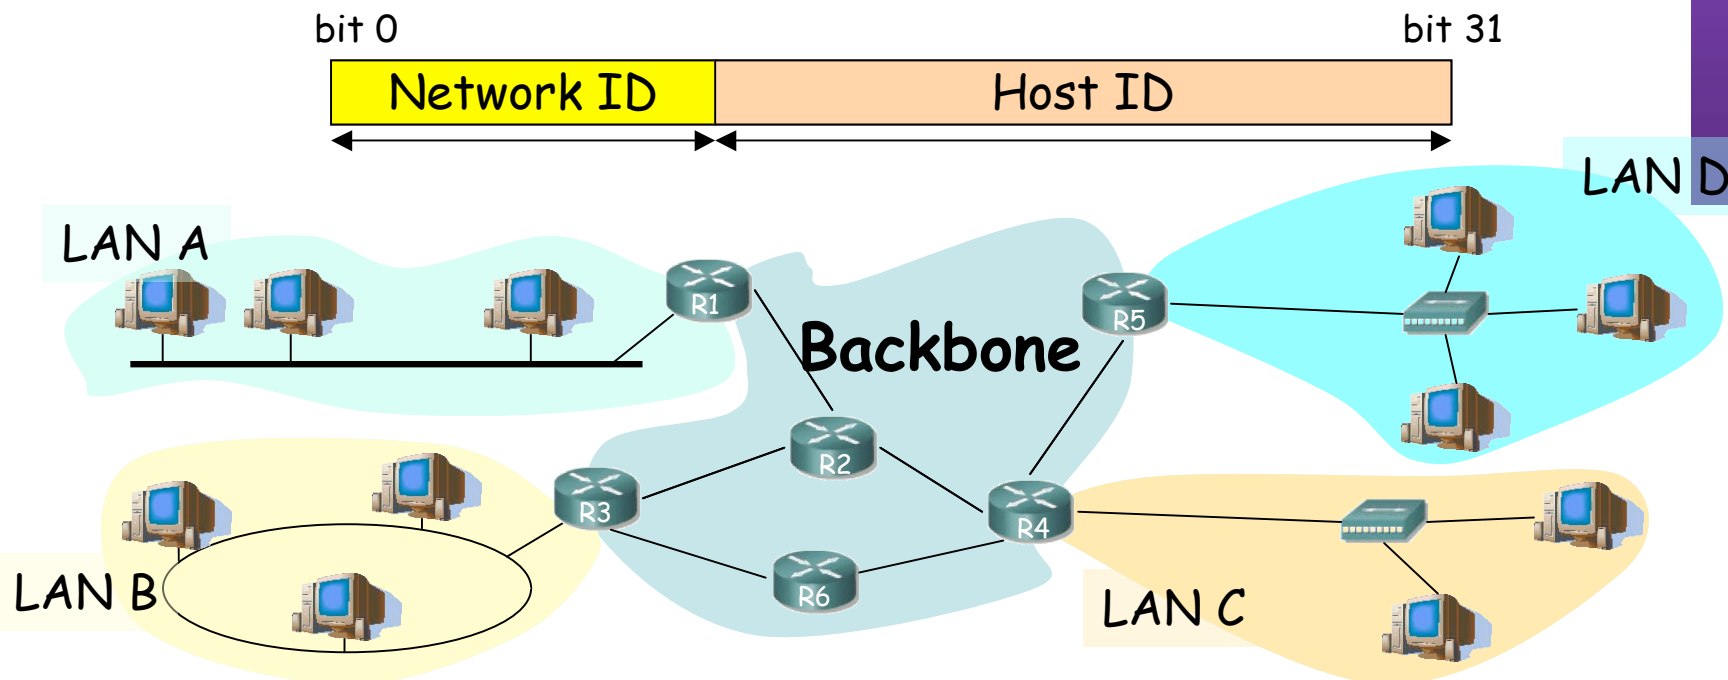 bit 0
bit 31
Network ID
Host ID
LAN D
LAN A
R1
R5
Backbone
R2
R3
R4
R6
LAN B
LAN C